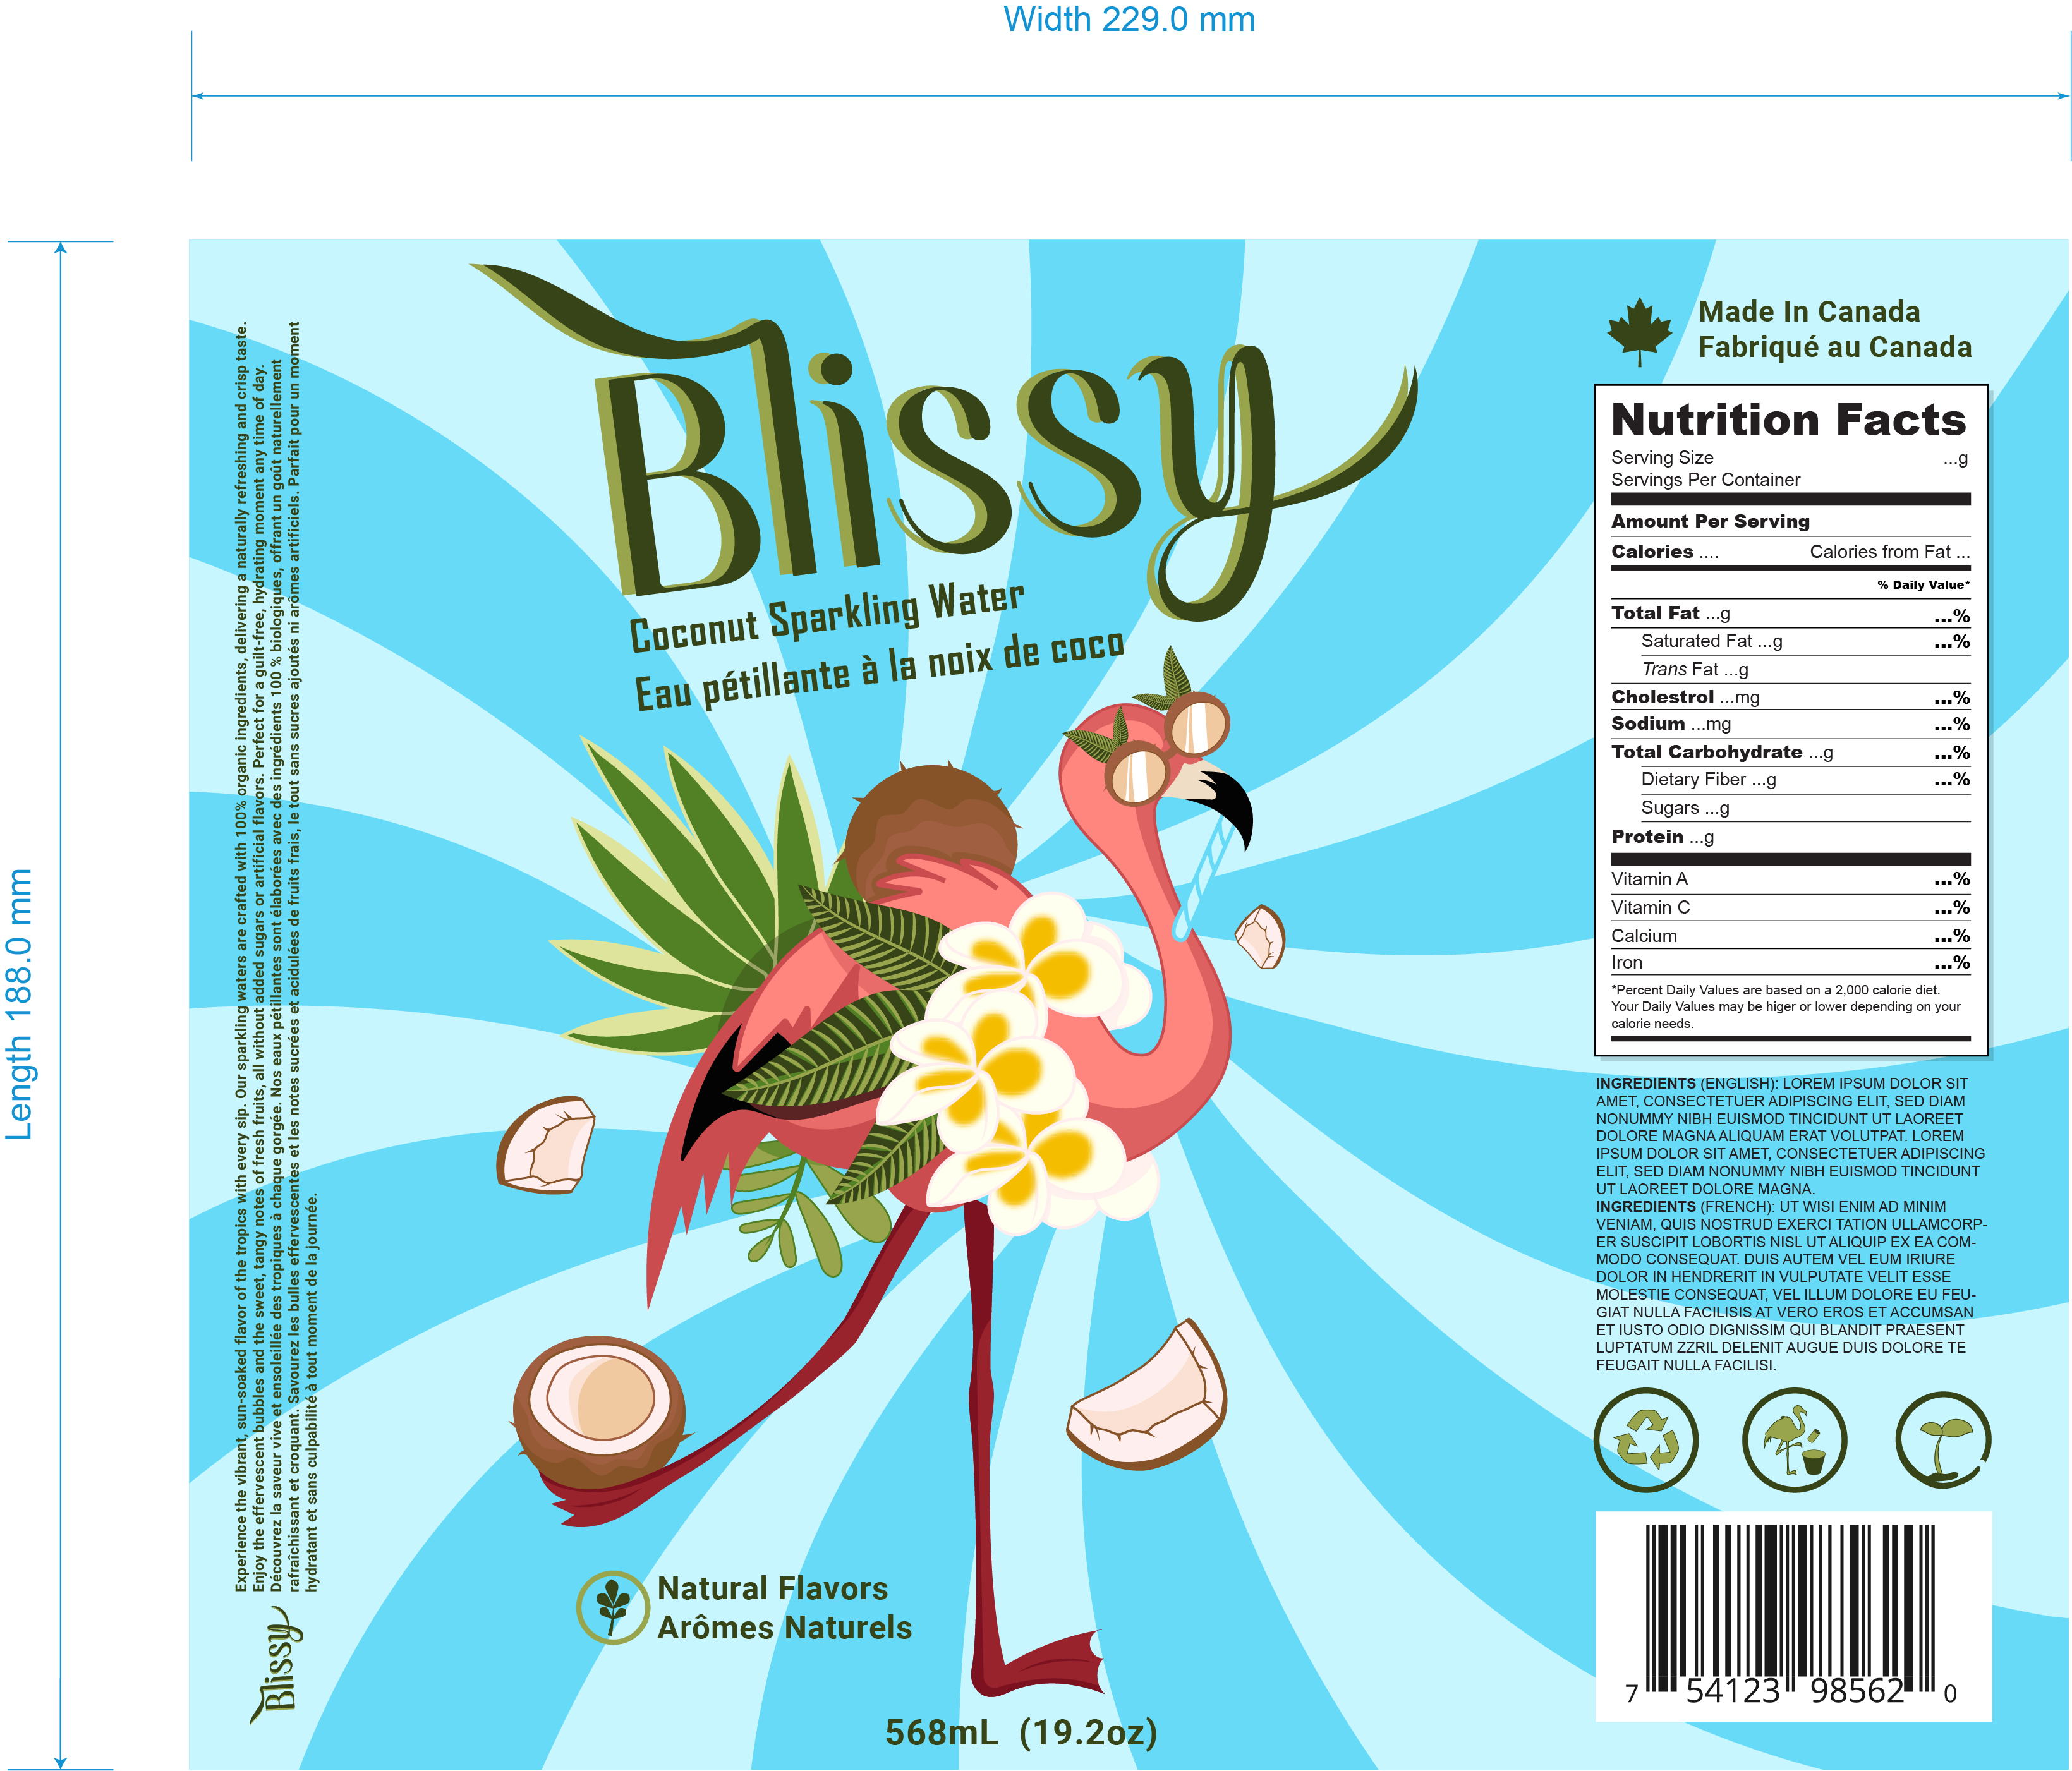 Width 229.0 mm
Length 188.0 mm
Experience the vibrant, sun-soaked flavor of the tropics with every sip. Our sparkling waters are crafted with 100% organic ingredients, delivering a naturally refreshing and crisp taste.
Enjoy the effervescent bubbles and the sweet, tangy notes of fresh fruits, all without added sugars or artificial flavors. Perfect for a guilt-free, hydrating moment any time of day.
Découvrez la saveur vive et ensoleillée des tropiques à chaque gorgée. Nos eaux pétillantes sont élaborées avec des ingrédients 100 % biologiques, offrant un goût naturellement
rafraîchissant et croquant. Savourez les bulles effervescentes et les notes sucrées et acidulées de fruits frais, le tout sans sucres ajoutés ni arômes artificiels. Parfait pour un moment
hydratant et sans culpabilité à tout moment de la journée.
Blissy
Blissy
Coconut Sparkling Water
Eau pétillante à la noix de coco
Natural Flavors
Arômes Naturels
568mL (19.2oz)
Made In Canada
Fabriqué au Canada
Nutrition Facts
Serving Size ...g
Servings Per Container
Amount Per Serving
Calories .... Calories from Fat ...
% Daily Value*
Total Fat ...g ...%
Saturated Fat ...g ...%
Trans Fat ...g
Cholestrol ...mg ...%
Sodium ...mg ...%
Total Carbohydrate ...g ...%
Dietary Fiber ...g ...%
Sugars ...g
Protein ...g
Vitamin A ...%
Vitamin C ...%
Calcium ...%
Iron ...%
*Percent Daily Values are based on a 2,000 calorie diet.
Your Daily Values may be higer or lower depending on your
calorie needs.
INGREDIENTS (ENGLISH): LOREM IPSUM DOLOR SIT
AMET, CONSECTETUER ADIPISCING ELIT, SED DIAM
NONUMMY NIBH EUISMOD TINCIDUNT UT LAOREET
DOLORE MAGNA ALIQUAM ERAT VOLUTPAT. LOREM
IPSUM DOLOR SIT AMET, CONSECTETUER ADIPISCING
ELIT, SED DIAM NONUMMY NIBH EUISMOD TINCIDUNT
UT LAOREET DOLORE MAGNA.
INGREDIENTS (FRENCH): UT WISI ENIM AD MINIM
VENIAM, QUIS NOSTRUD EXERCI TATION ULLAMCORP-
ER SUSCIPIT LOBORTIS NISL UT ALIQUIP EX EA COM-
MODO CONSEQUAT. DUIS AUTEM VEL EUM IRIURE
DOLOR IN HENDRERIT IN VULPUTATE VELIT ESSE
MOLESTIE CONSEQUAT, VEL ILLUM DOLORE EU FEU-
GIAT NULLA FACILISIS AT VERO EROS ET ACCUMSAN
ET IUSTO ODIO DIGNISSIM QUI BLANDIT PRAESENT
LUPTATUM ZZRIL DELENIT AUGUE DUIS DOLORE TE
FEUGAIT NULLA FACILISI.
7 54123 98562 0